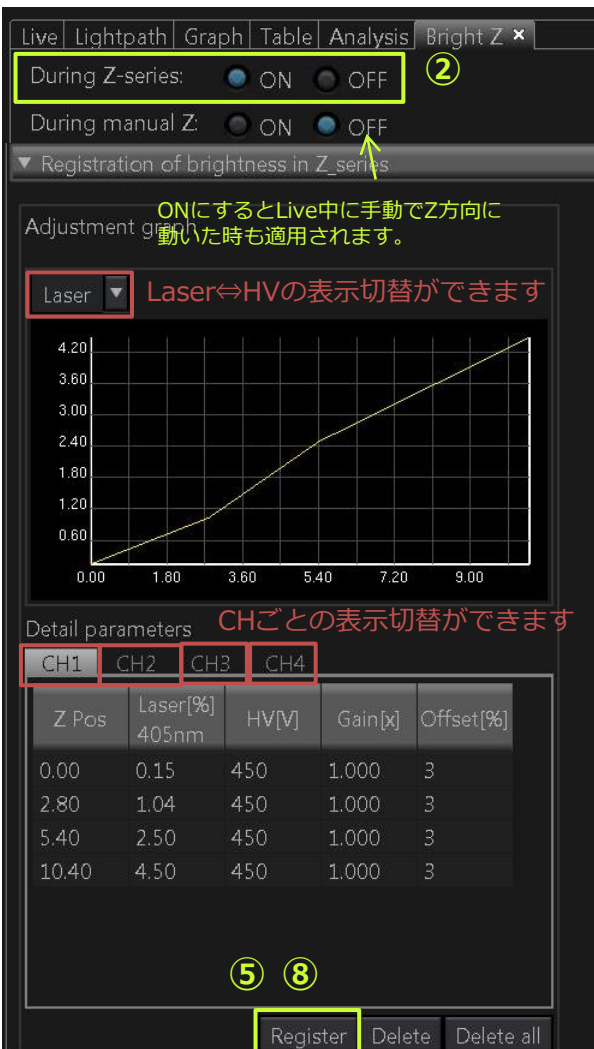 Live Lightpath Graph Table Analysis Bright Z ×
During Z-series: ON OFF ②
During manual Z: ON OFF
▼ Registration of brightness in Z_series
ONにするとLive中に手動でZ方向に
動いた時も適用されます。
Adjustment graph
Laser ▼ Laser⇔HVの表示切替ができます
4.20
3.60
3.00
2.40
1.80
1.20
0.60
0.00 1.80 3.60 5.40 7.20 9.00
CHごとの表示切替ができます
Detail parameters
CH1 CH2 CH3 CH4
Z Pos Laser[%] HV[V] Gain[x] Offset[%]
405nm
0.00 0.15 450 1.000 3
2.80 1.04 450 1.000 3
5.40 2.50 450 1.000 3
10.40 4.50 450 1.000 3
⑤ ⑧
Register Delete Delete all